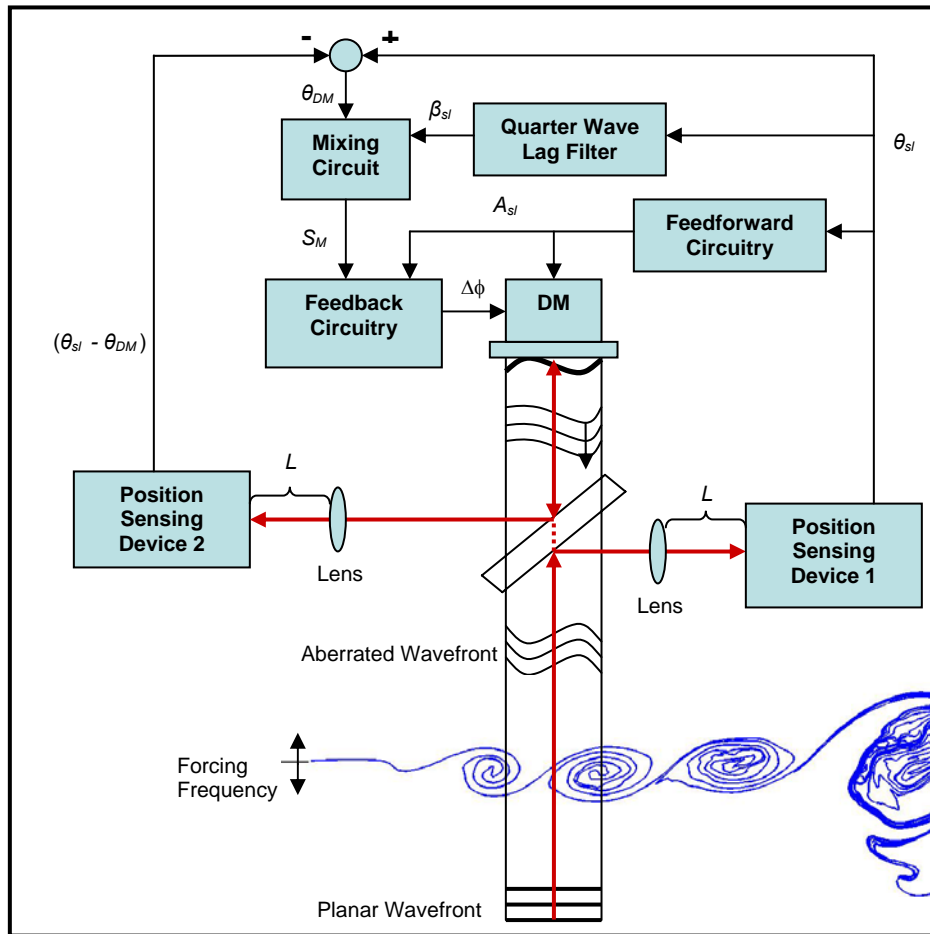 - +
θDM
βsl
Mixing
Circuit
Quarter Wave
Lag Filter
θsl
Asl
Feedforward
Circuitry
SM
Feedback
Circuitry
Δϕ
DM
(θsl - θDM)
L
Position
Sensing
Device 2
Lens
L
Position
Sensing
Device 1
Lens
Aberrated Wavefront
Forcing
Frequency
Planar Wavefront